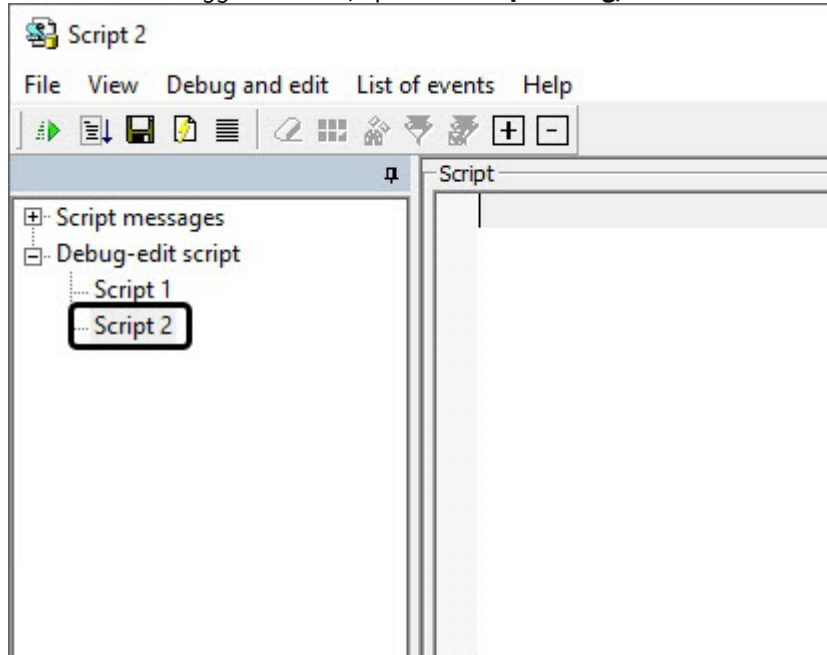 Script 2
File View Debug and edit List of events Help
Script
Script messages
Debug-edit script
Script 1
Script 2